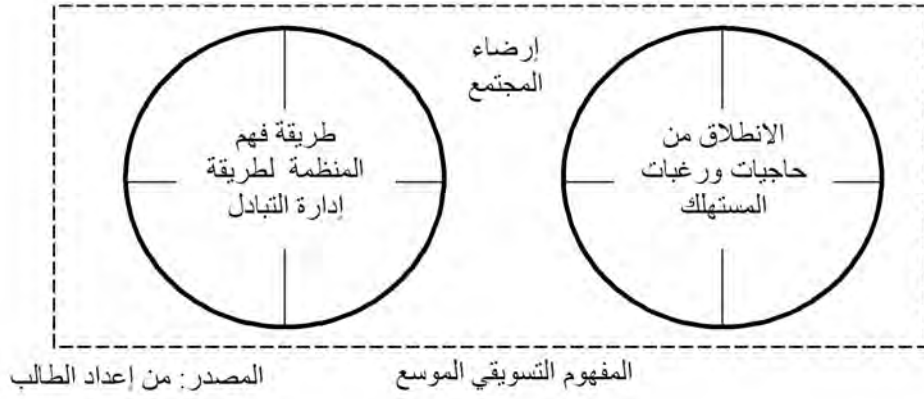 إرضاء
المجتمع
الانطلاق من
حاجيات ورغبات
المستهلك
طريقة فهم
المنظمة لطريقة
إدارة التبادل
المفهوم التسويقي الموسع
المصدر: من إعداد الطالب